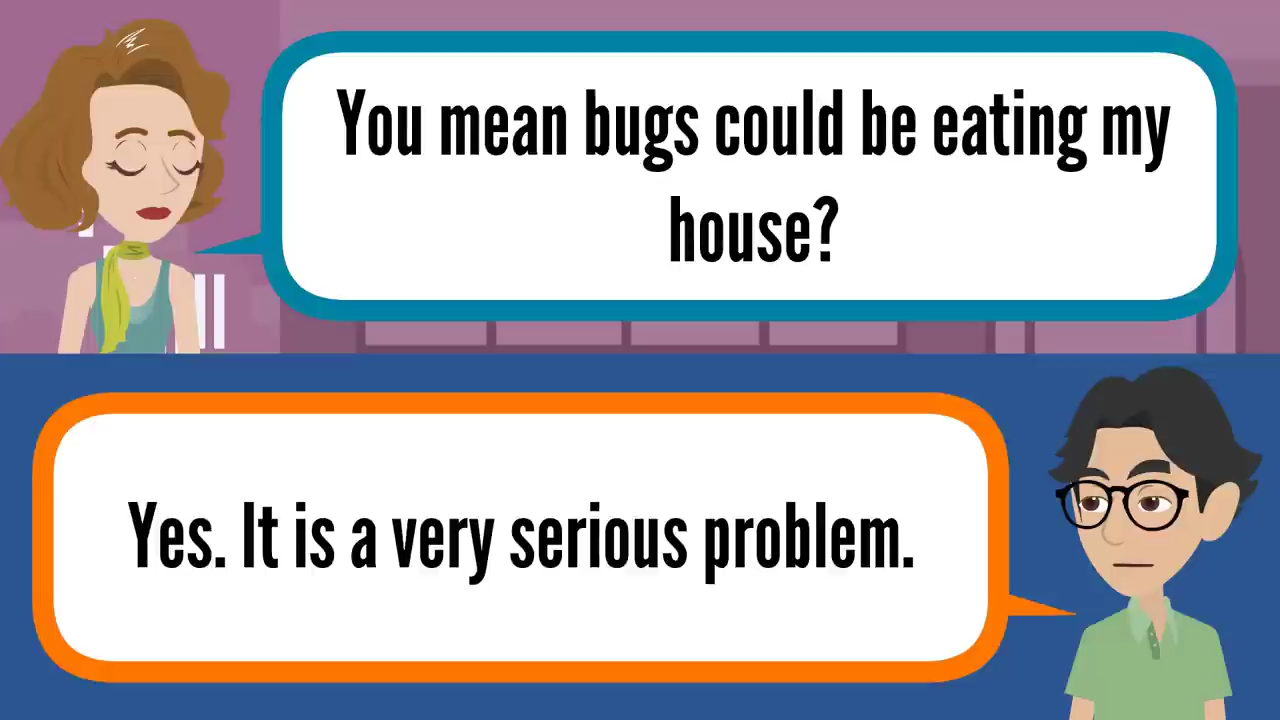 You mean bugs could be eating my
house?
Yes. It is a very serious problem.